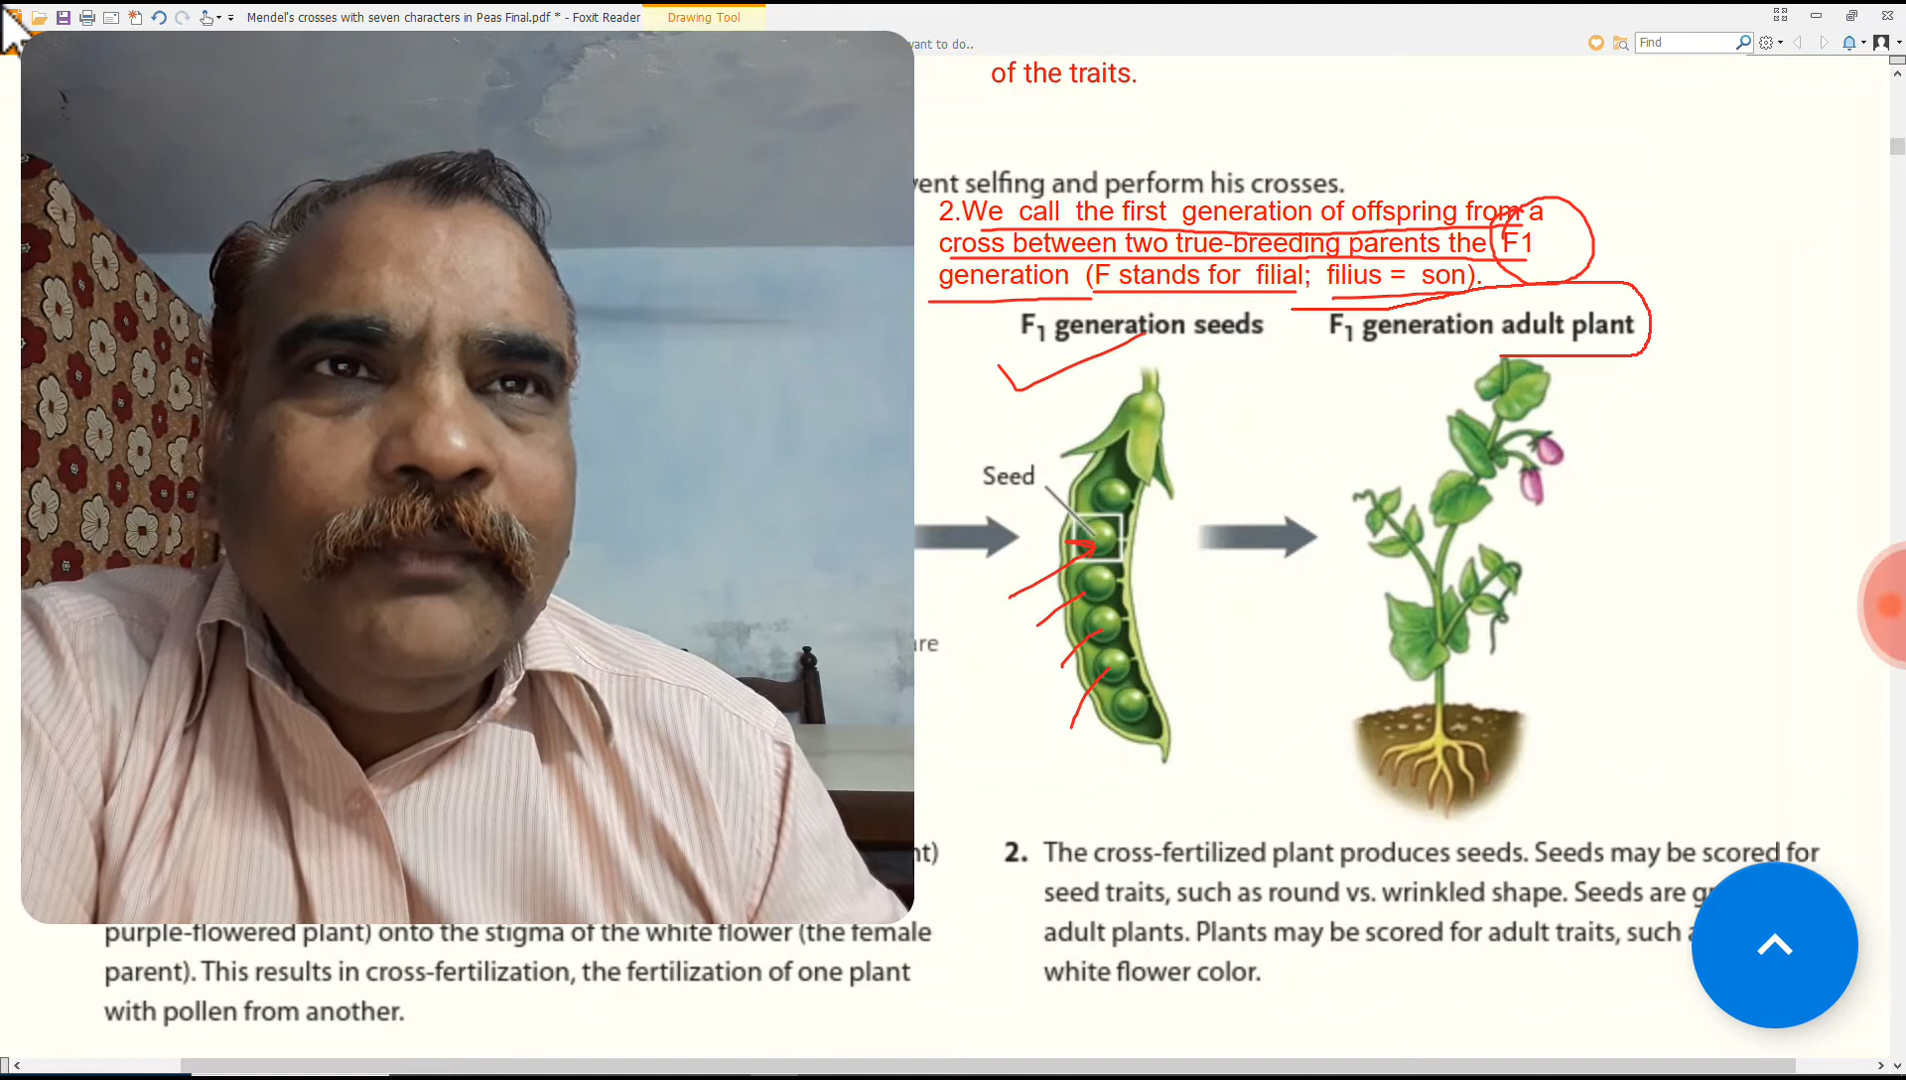 Mendel's crosses with seven characters in Peas Final.pdf * - Foxit Reader
Drawing Tool
want to do..
Find
of the traits.
vent selfing and perform his crosses.
2.We call the first generation of offspring from a
cross between two true-breeding parents the F1
generation (F stands for filial; filius = son).
F1 generation seeds
F1 generation adult plant
Seed
are
nt)
purple-flowered plant) onto the stigma of the white flower (the female
parent). This results in cross-fertilization, the fertilization of one plant
with pollen from another.
2. The cross-fertilized plant produces seeds. Seeds may be scored for
seed traits, such as round vs. wrinkled shape. Seeds are
adult plants. Plants may be scored for adult traits, such
white flower color.